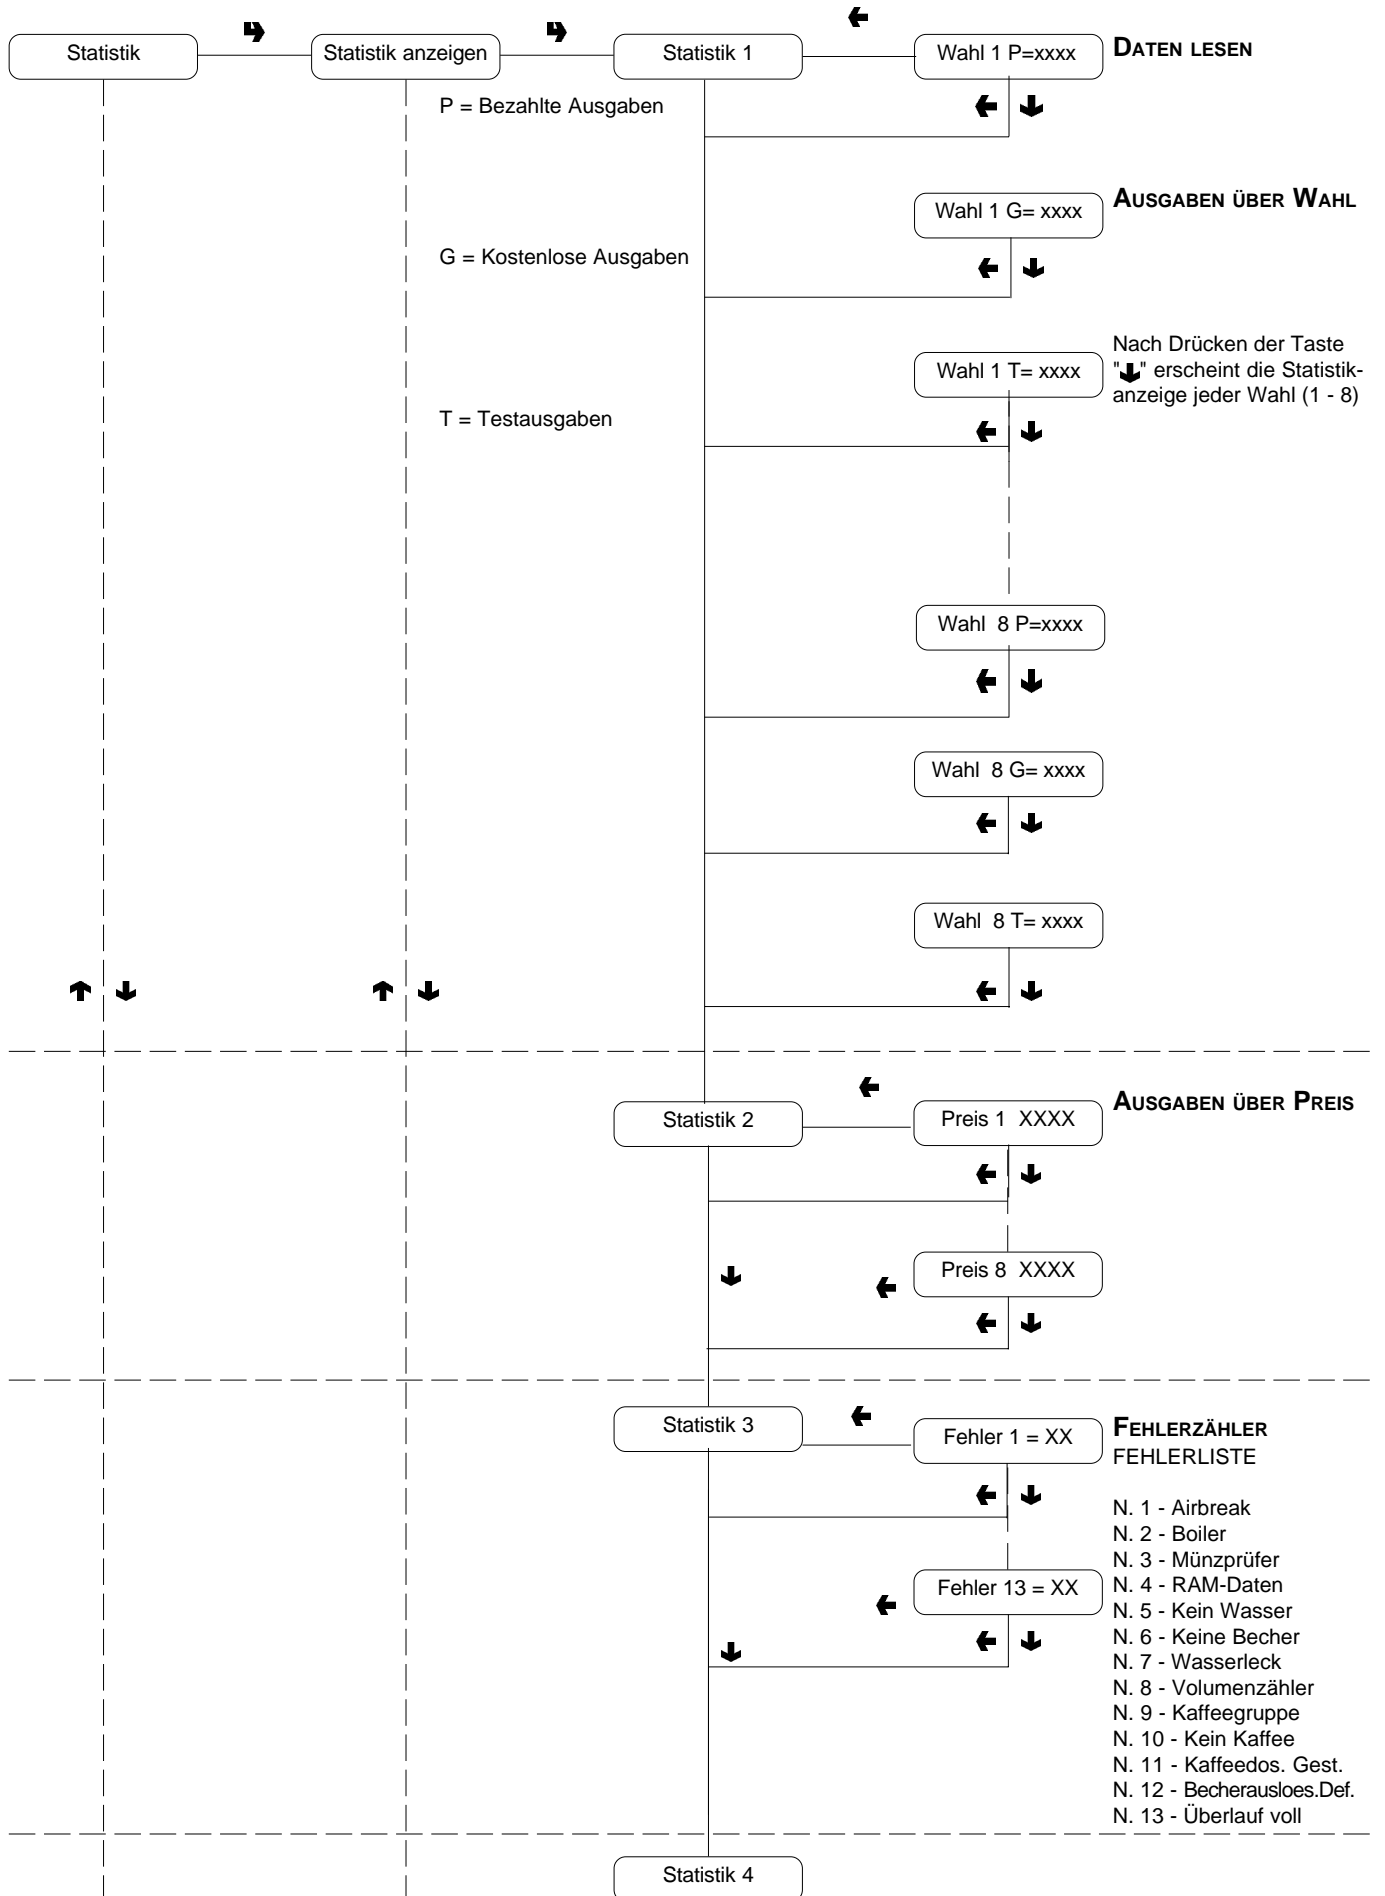 Statistik
Statistik anzeigen
Statistik 1
Wahl 1 P=xxxx
DATEN LESEN
P = Bezahlte Ausgaben
Wahl 1 G= xxxx
AUSGABEN ÜBER WAHL
G = Kostenlose Ausgaben
Wahl 1 T= xxxx
Nach Drücken der Taste
"🡇" erscheint die Statistik-
anzeige jeder Wahl (1 - 8)
T = Testausgaben
Wahl 8 P=xxxx
Wahl 8 G= xxxx
Wahl 8 T= xxxx
Statistik 2
Preis 1 XXXX
AUSGABEN ÜBER PREIS
Preis 8 XXXX
Statistik 3
Fehler 1 = XX
FEHLERZÄHLER
FEHLERLISTE
N. 1 - Airbreak
N. 2 - Boiler
N. 3 - Münzprüfer
N. 4 - RAM-Daten
Fehler 13 = XX
N. 5 - Kein Wasser
N. 6 - Keine Becher
N. 7 - Wasserleck
N. 8 - Volumenzähler
N. 9 - Kaffeegruppe
N. 10 - Kein Kaffee
N. 11 - Kaffeedos. Gest.
N. 12 - Becherausloes.Def.
N. 13 - Überlauf voll
Statistik 4